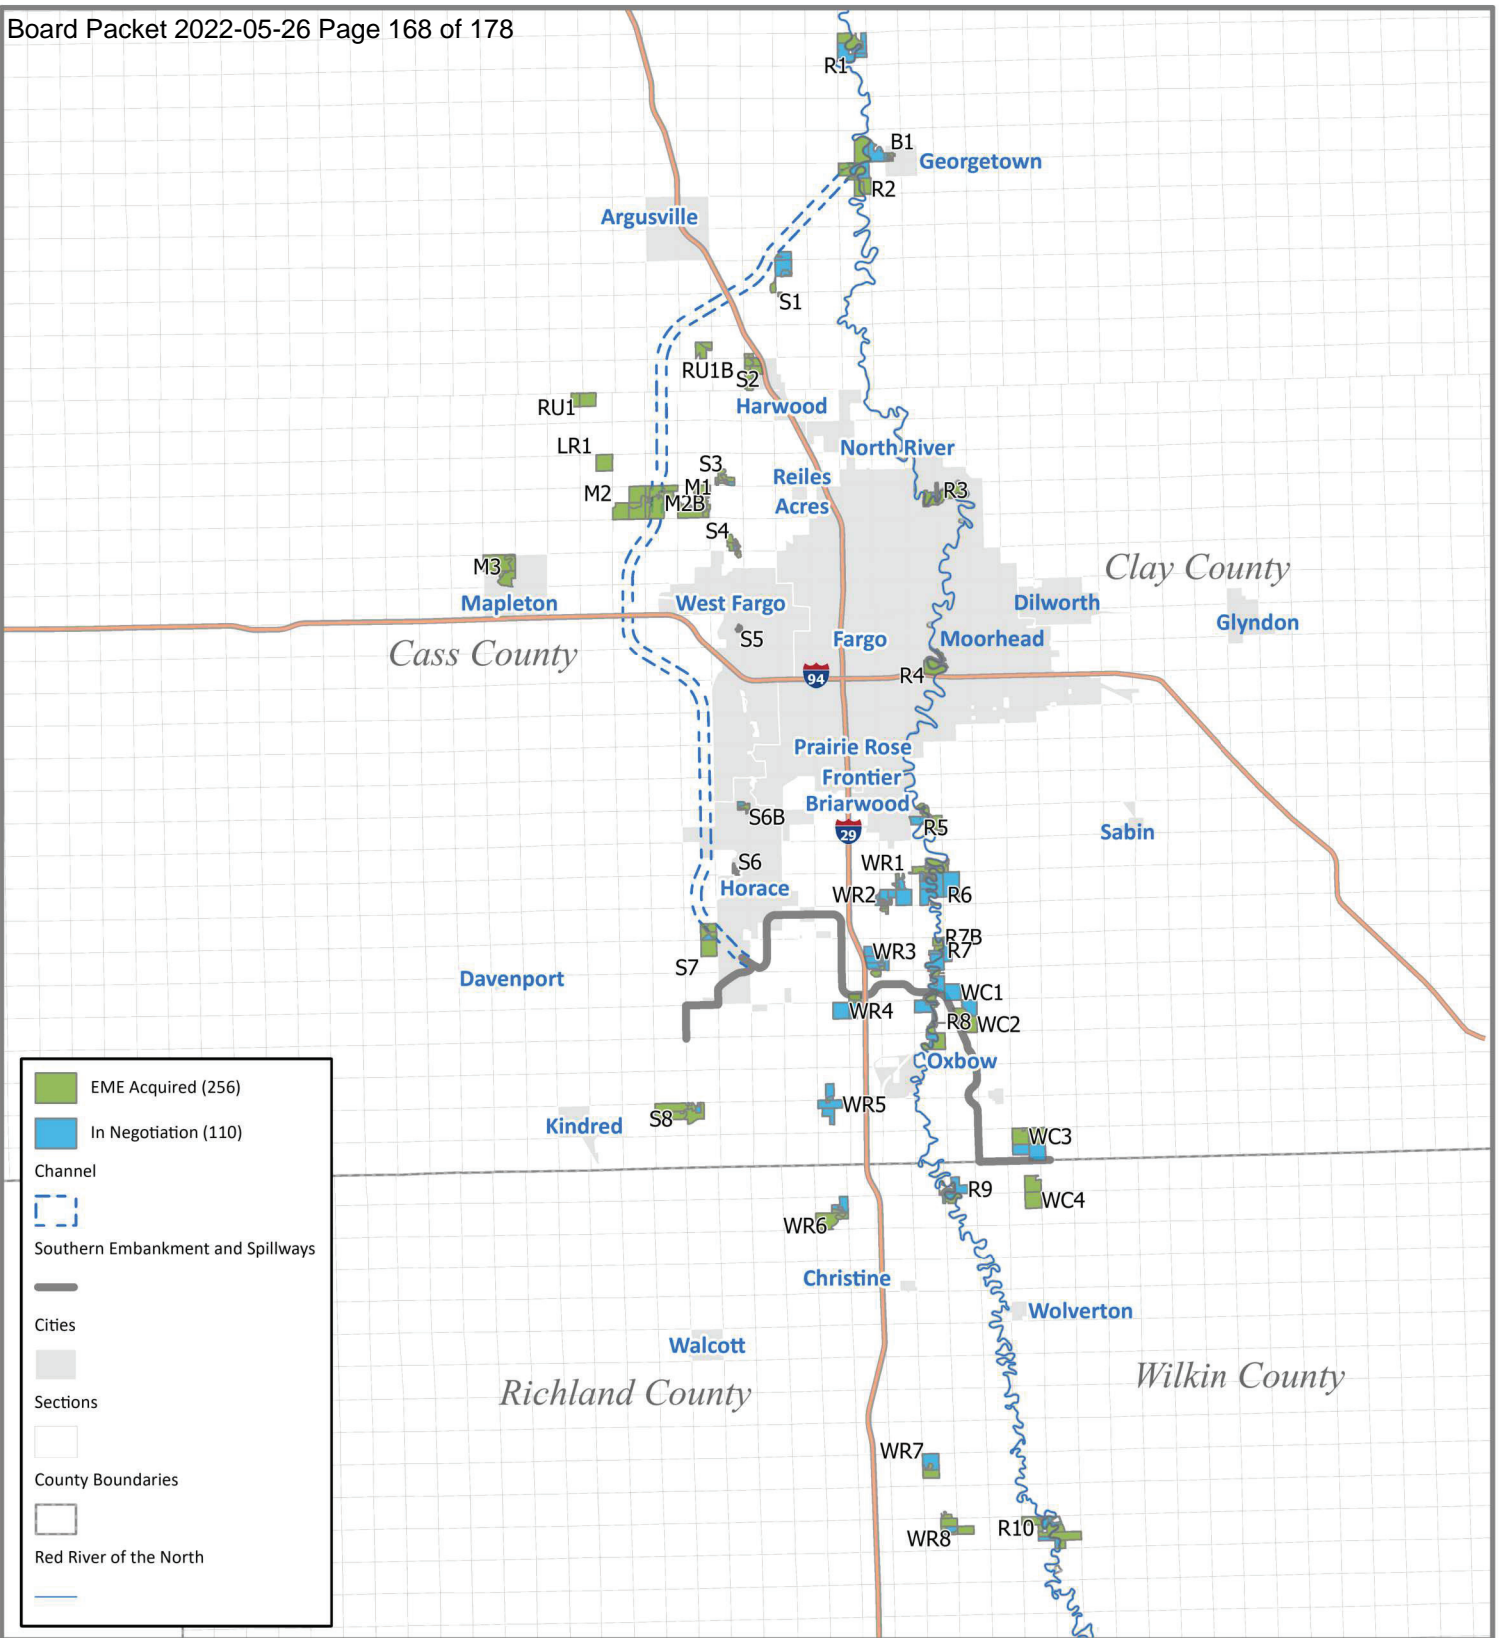 Board Packet 2022-05-26 Page 168 of 178
R1
B1
Georgetown
R2
Argusville
S1
RU1B
S2
RU1
Harwood
LR1
North River
S3
Reiles
Acres
M2
M1
M2B
R3
S4
M3
Clay County
Mapleton
West Fargo
Dilworth
Glyndon
S5
Fargo
Moorhead
Cass County
94
R4
Prairie Rose
Frontier
Briarwood
S6B
29
R5
Sabin
S6
WR1
Horace
WR2
R6
R7B
R7
WR3
S7
Davenport
WC1
WR4
R8
WC2
Oxbow
WR5
S8
Kindred
WC3
R9
WC4
WR6
Christine
Wolverton
Walcott
Richland County
Wilkin County
WR7
WR8
R10
EME Acquired (256)
In Negotiation (110)
Channel
Southern Embankment and Spillways
Cities
Sections
County Boundaries
Red River of the North